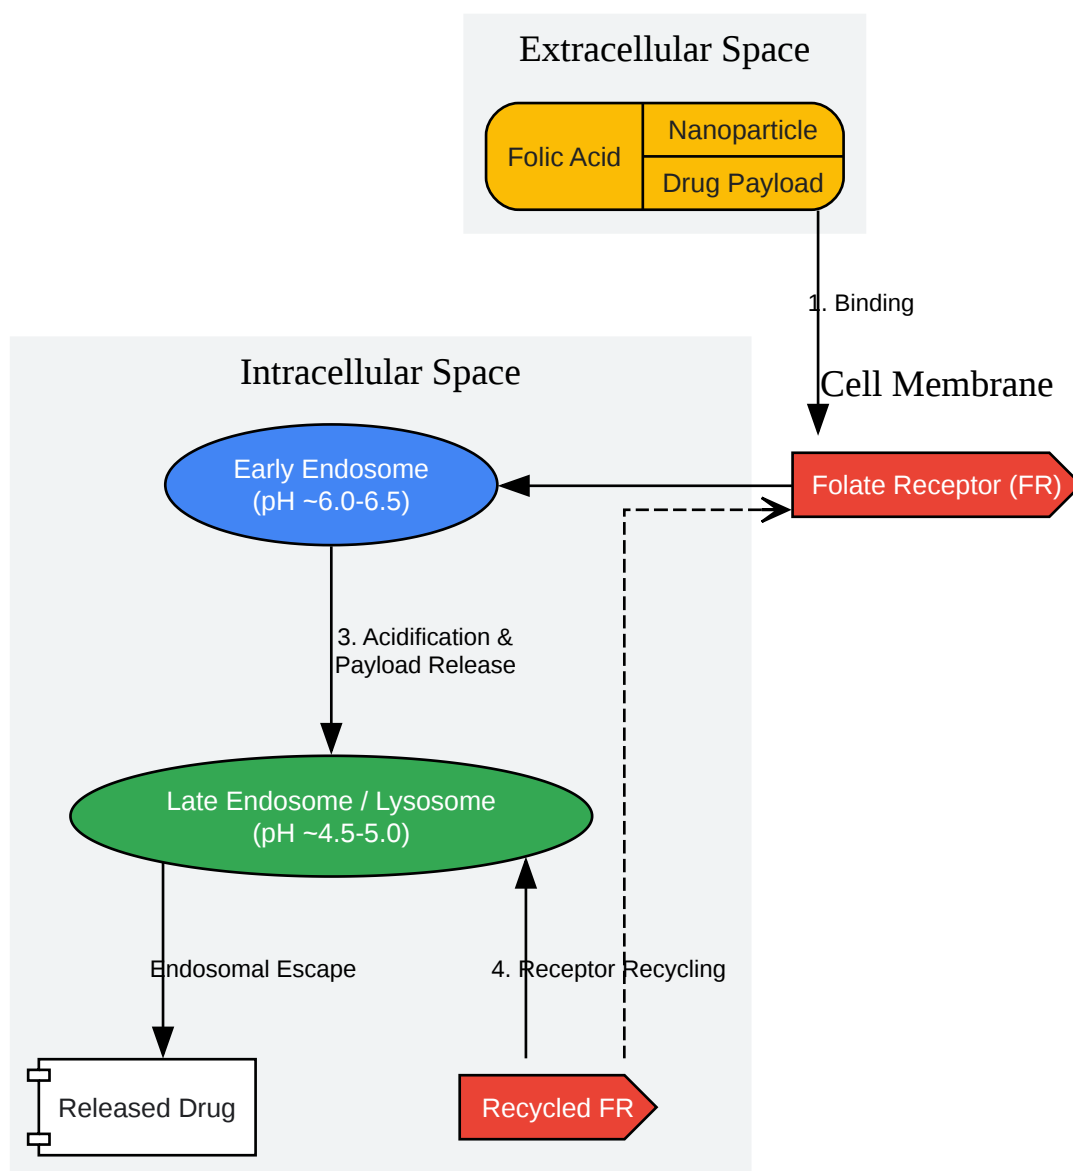 Extracellular Space
Folic Acid
Nanoparticle
Drug Payload
1. Binding
Intracellular Space
Cell Membrane
Early Endosome
(pH ~6.0-6.5)
Folate Receptor (FR)
3. Acidification &
Payload Release
Late Endosome / Lysosome
(pH ~4.5-5.0)
Endosomal Escape
4. Receptor Recycling
Released Drug
Recycled FR